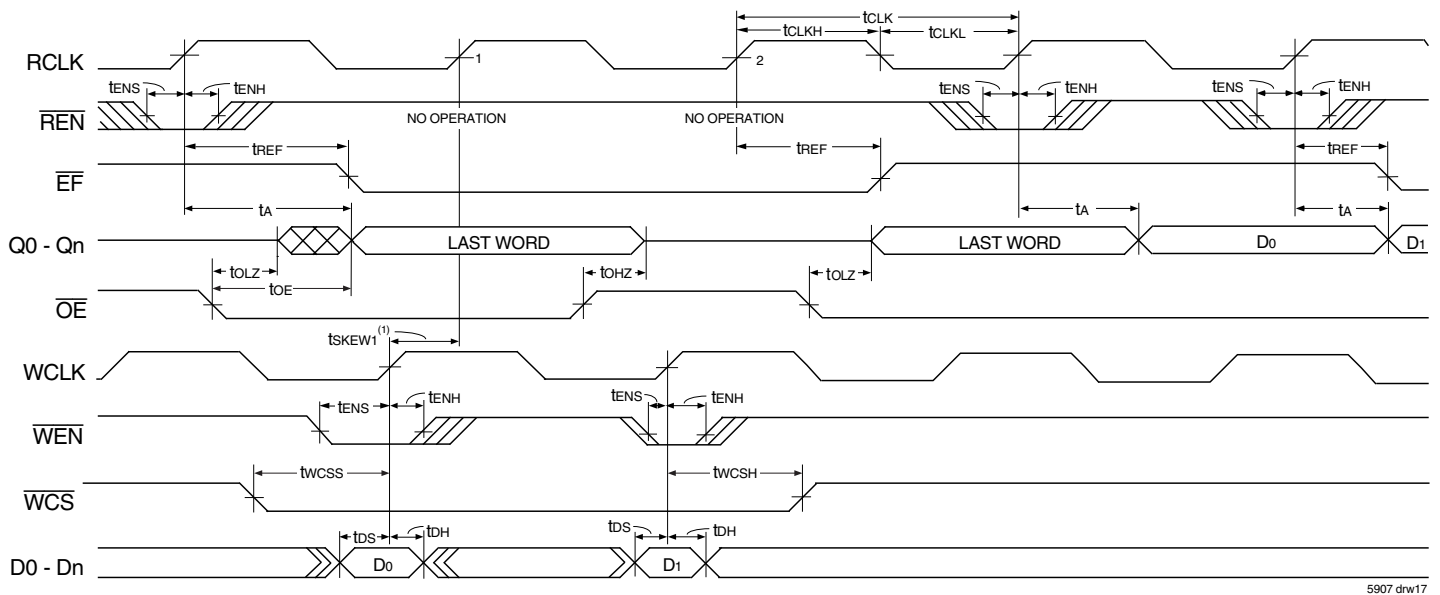 tCLK
tCLKH tCLKL
RCLK 1 2
tENS tENH tENS tENH tENS tENH
REN NO OPERATION NO OPERATION
tREF tREF tREF
EF
tA tA tA
Q0 - Qn LAST WORD LAST WORD D0 D1
tOLZ tOHZ tOLZ
tOE
OE
tSKEW1(1)
WCLK
tENS tENH tENS tENH
WEN
tWCSS tWCSH
WCS
tDS tDH tDS tDH
D0 - Dn D0 D1
5907 drw17